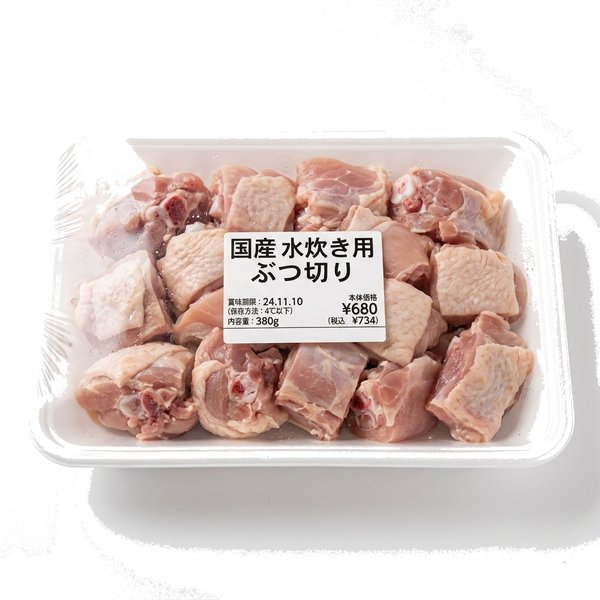 国産 水炊き用
ぶつ切り
賞味期限：24.11.10
(保存方法：4℃以下)
内容量：380g
本体価格
¥680
(税込 ¥734)